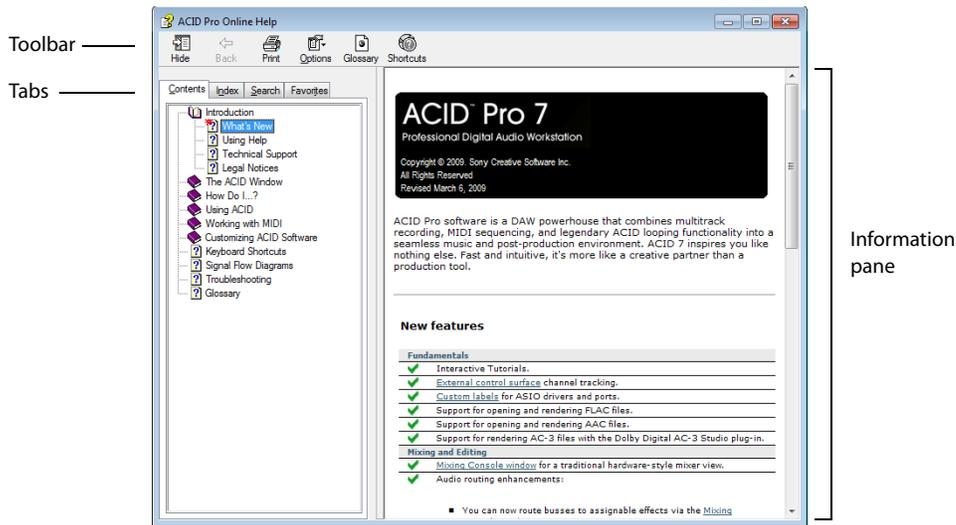 ACID Pro Online Help
Toolbar
Hide Back Print Options Glossary Shortcuts
Tabs
Contents Index Search Favorites
Introduction
What's New
Using Help
Technical Support
Legal Notices
The ACID Window
How Do I...?
Using ACID
Working with MIDI
Customizing ACID Software
Keyboard Shortcuts
Signal Flow Diagrams
Troubleshooting
Glossary
ACID™ Pro 7
Professional Digital Audio Workstation
Copyright © 2009. Sony Creative Software Inc.
All Rights Reserved
Revised March 6, 2009
ACID Pro software is a DAW powerhouse that combines multitrack
recording, MIDI sequencing, and legendary ACID looping functionality into a
seamless music and post-production environment. ACID 7 inspires you like
nothing else. Fast and intuitive, it's more like a creative partner than a
production tool.
New features
Fundamentals
Interactive Tutorials.
External control surface channel tracking.
Custom labels for ASIO drivers and ports.
Support for opening and rendering FLAC files.
Support for opening and rendering AAC files.
Support for rendering AC-3 files with the Dolby Digital AC-3 Studio plug-in.
Mixing and Editing
Mixing Console window for a traditional hardware-style mixer view.
Audio routing enhancements:
You can now route busses to assignable effects via the Mixing
Information
pane